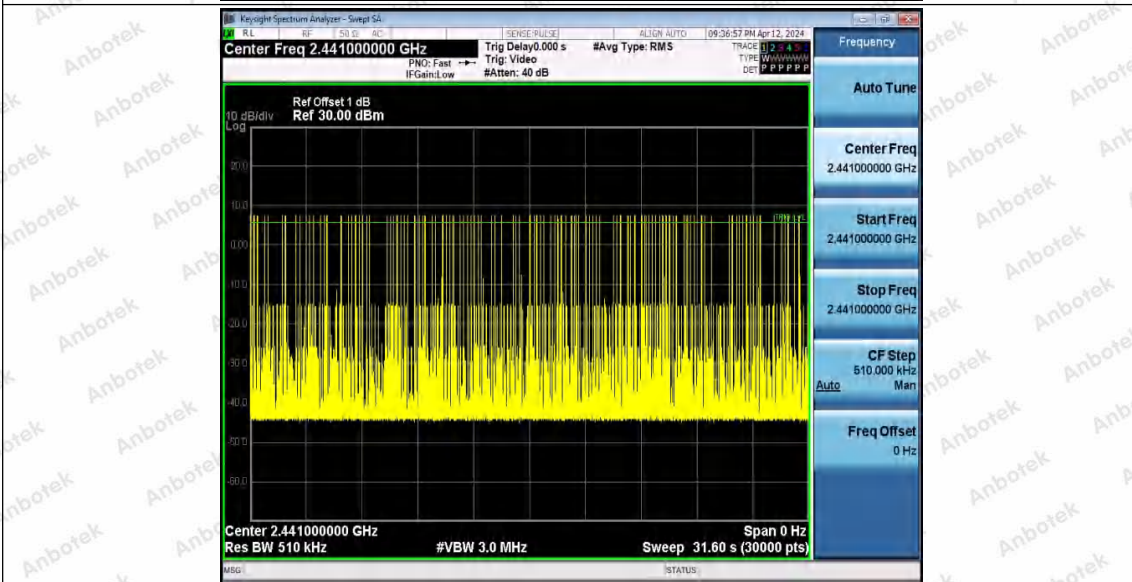 Keysight Spectrum Analyzer - Swept SA
RL RF 50 Ω AC SENSE:PULSE ALIGN AUTO 09:36:57 PM Apr 12, 2024
Center Freq 2.441000000 GHz
PNO: Fast
IFGain:Low
Trig Delay0.000 s
Trig: Video
#Atten: 40 dB
#Avg Type: RMS
TRACE 1 2 3 4 5
TYPE WWWWWW
DET P P P P P P
Ref Offset 1 dB
10 dB/div Ref 30.00 dBm
Log
20.0
10.0
0.00
-10.0
-20.0
-30.0
-40.0
-50.0
-60.0
Center 2.441000000 GHz Span 0 Hz
Res BW 510 kHz #VBW 3.0 MHz Sweep 31.60 s (30000 pts)
MSG STATUS
Frequency
Auto Tune
Center Freq
2.441000000 GHz
Start Freq
2.441000000 GHz
Stop Freq
2.441000000 GHz
CF Step
510.000 kHz
Auto Man
Freq Offset
0 Hz
Anbotek